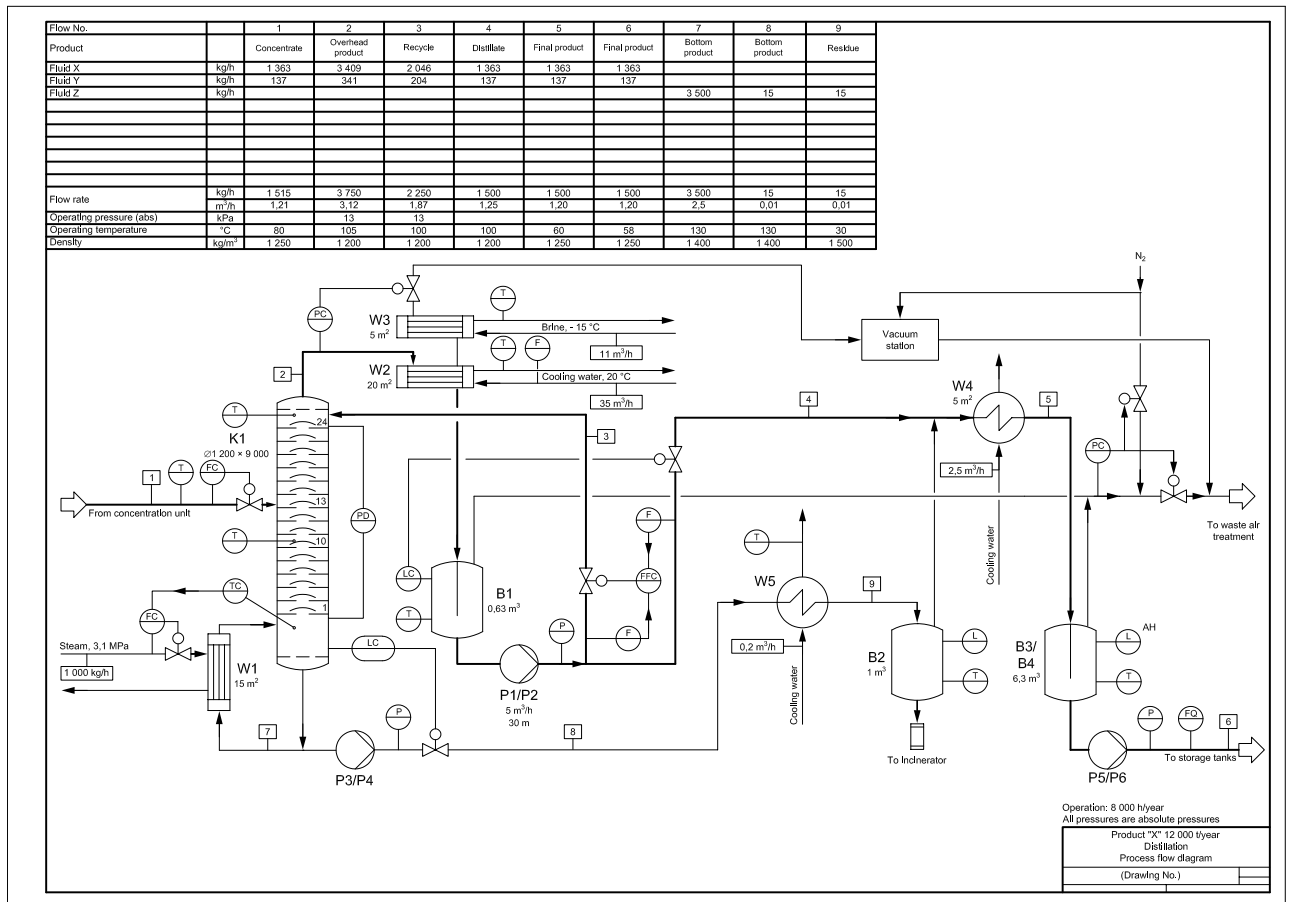 Flow No. 1 2 3 4 5 6 7 8 9
Product Concentrate Overhead product Recycle Distillate Final product Final product Bottom product Bottom product Residue
Fluid X kg/h 1 363 3 409 2 046 1 363 1 363 1 363
Fluid Y kg/h 137 341 204 137 137 137
Fluid Z kg/h 3 500 15 15
Flow rate kg/h 1 515 3 750 2 250 1 500 1 500 1 500 3 500 15 15
m³/h 1,21 3,12 1,87 1,25 1,20 1,20 2,5 0,01 0,01
Operating pressure (abs) kPa 13 13
Operating temperature °C 80 105 100 100 60 58 130 130 30
Density kg/m³ 1 250 1 200 1 200 1 200 1 250 1 250 1 400 1 400 1 500
N₂
T
PC
W3
5 m²
Brine, - 15 °C
11 m³/h
Vacuum
station
T
F
W2
20 m²
Cooling water, 20 °C
35 m³/h
2
W4
5 m²
4
5
T
24
K1
∅1 200 × 9 000
3
PC
1
T
FC
2,5 m³/h
13
From concentration unit
PD
F
To waste air
treatment
T
10
T
Cooling water
LC
FFC
W5
9
B1
0,63 m³
TC
1
FC
T
Steam, 3,1 MPa
1 000 kg/h
LC
P
F
0,2 m³/h
W1
15 m²
B2
1 m³
L
T
L
AH
B3/
B4
6,3 m³
T
P1/P2
5 m³/h
30 m
Cooling water
7
P
8
P
FQ
6
To Incinerator
To storage tanks
P3/P4
P5/P6
Operation: 8 000 h/year
All pressures are absolute pressures
Product "X" 12 000 t/year
Distillation
Process flow diagram
(Drawing No.)